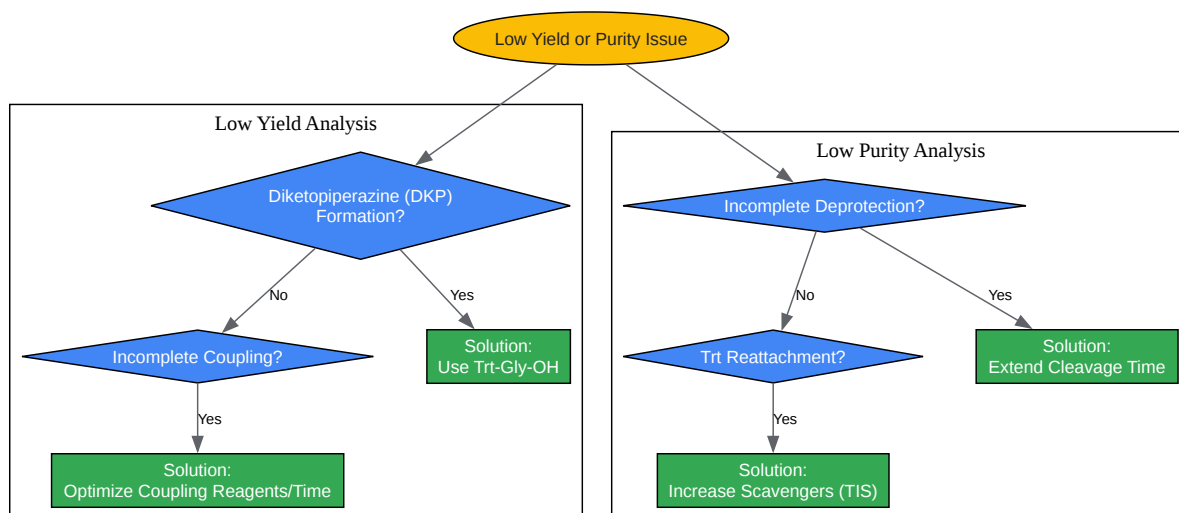 Low Yield or Purity Issue
Low Yield Analysis
Diketopiperazine (DKP)
Formation?
No
Yes
Incomplete Coupling?
Solution:
Use Trt-Gly-OH
Yes
Solution:
Optimize Coupling Reagents/Time
Low Purity Analysis
Incomplete Deprotection?
No
Yes
Trt Reattachment?
Solution:
Extend Cleavage Time
Yes
Solution:
Increase Scavengers (TIS)